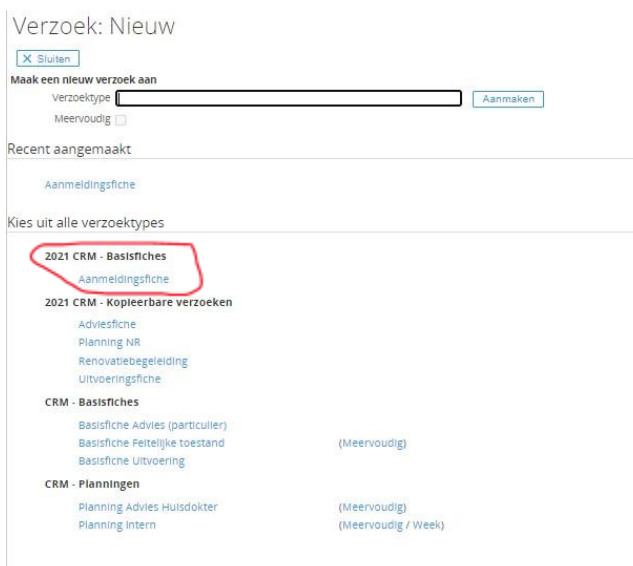 Verzoek: Nieuw
X Sluiten
Maak een nieuw verzoek aan
Verzoektype Aanmaken
Meervoudig
Recent aangemaakt
Aanmeldingsfiche
Kies uit alle verzoektypes
2021 CRM - Basisfiches
Aanmeldingsfiche
2021 CRM - Kopieerbare verzoeken
Adviesfiche
Planning NR
Renovatiebegeleiding
Uitvoeringsfiche
CRM - Basisfiches
Basisfiche Advies (particulier)
Basisfiche Feitelijke toestand (Meervoudig)
Basisfiche Uitvoering
CRM - Planningen
Planning Advies Huisdokter (Meervoudig)
Planning Intern (Meervoudig / Week)